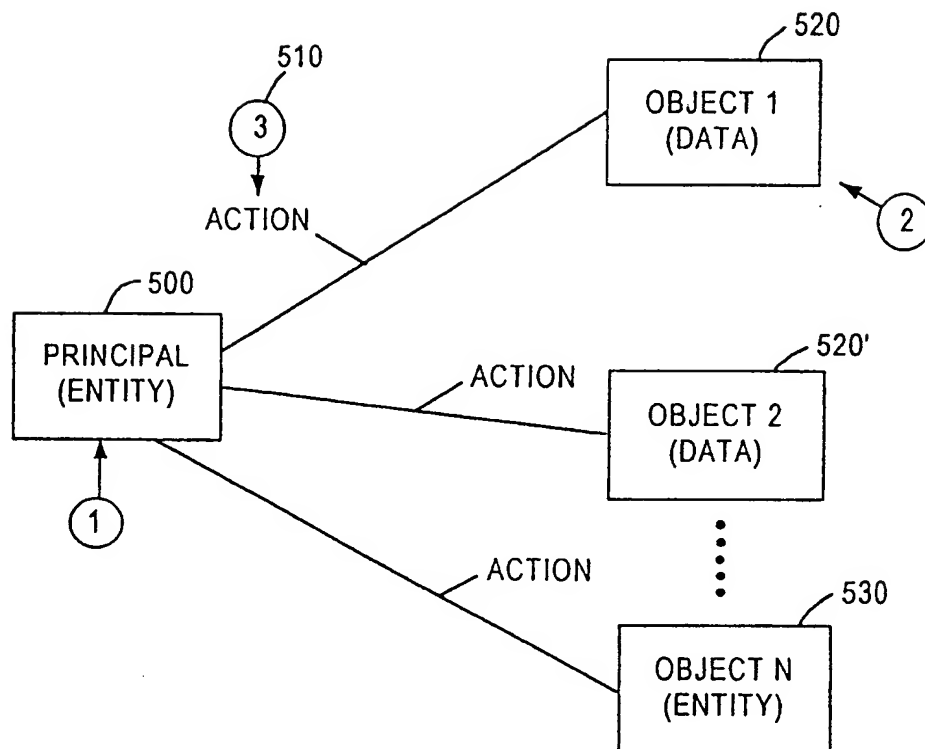 510
3
ACTION
520
OBJECT 1
(DATA)
2
500
PRINCIPAL
(ENTITY)
1
ACTION
520'
OBJECT 2
(DATA)
ACTION
530
OBJECT N
(ENTITY)